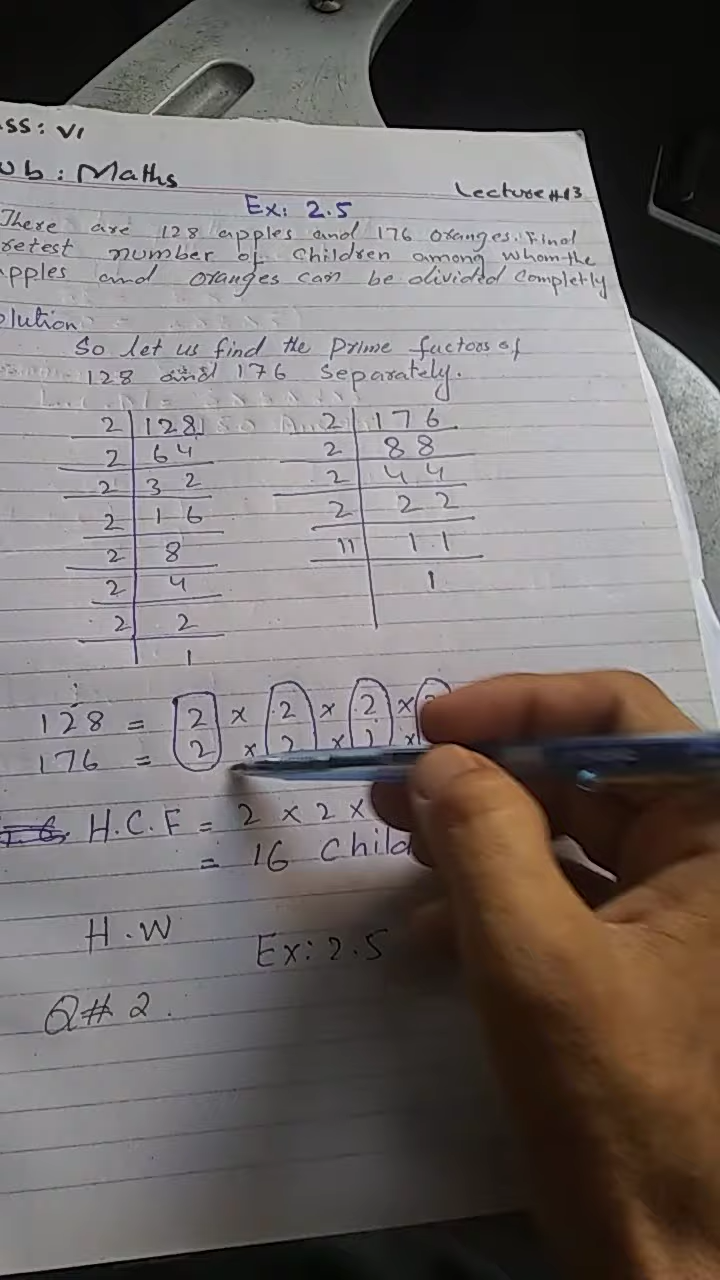 ss: VI
ub: Maths
Lecture#13
Ex: 2.5
There are 128 apples and 176 oranges. Find
retest number of children among whom the
apples and oranges can be divided completly
olution
So let us find the prime factors of
128 and 176 Separately.
2 128 2 176
2 64 2 88
2 32 2 44
2 16 2 22
2 8 11 11
2 4 1
2 2
1
128 = 2 × 2 × 2 ×
176 = 2 × 2 ×
H.C.F = 2 × 2 ×
= 16 Child
H.W
Ex: 2.5
Q# 2.